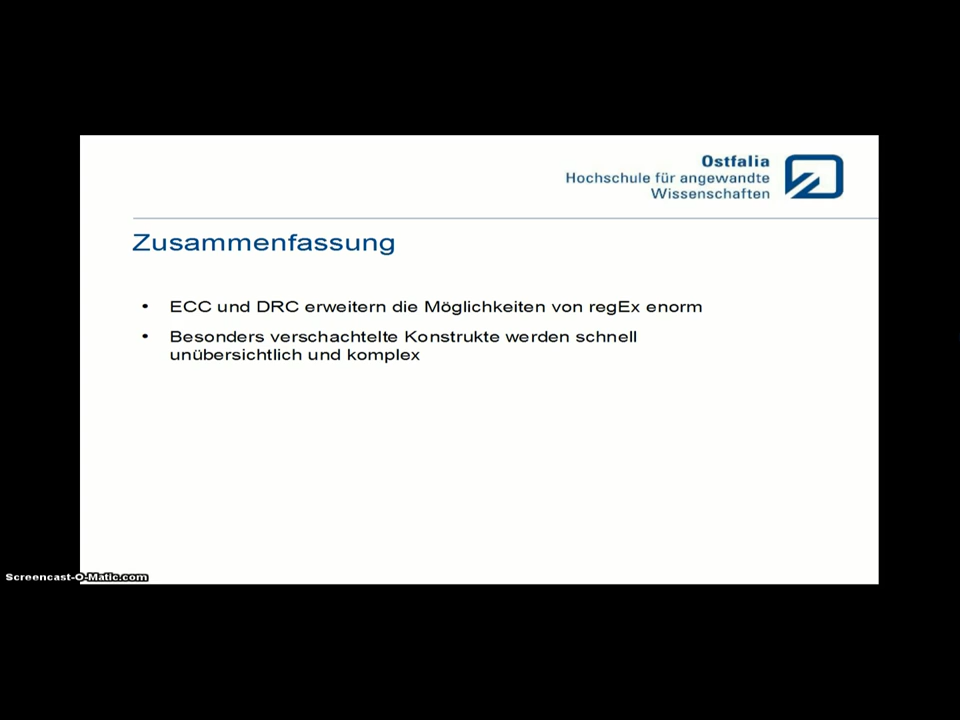 Ostfalia
Hochschule für angewandte
Wissenschaften
Zusammenfassung
• ECC und DRC erweitern die Möglichkeiten von regEx enorm
• Besonders verschachtelte Konstrukte werden schnell
unübersichtlich und komplex
Screencast-O-Matic.com